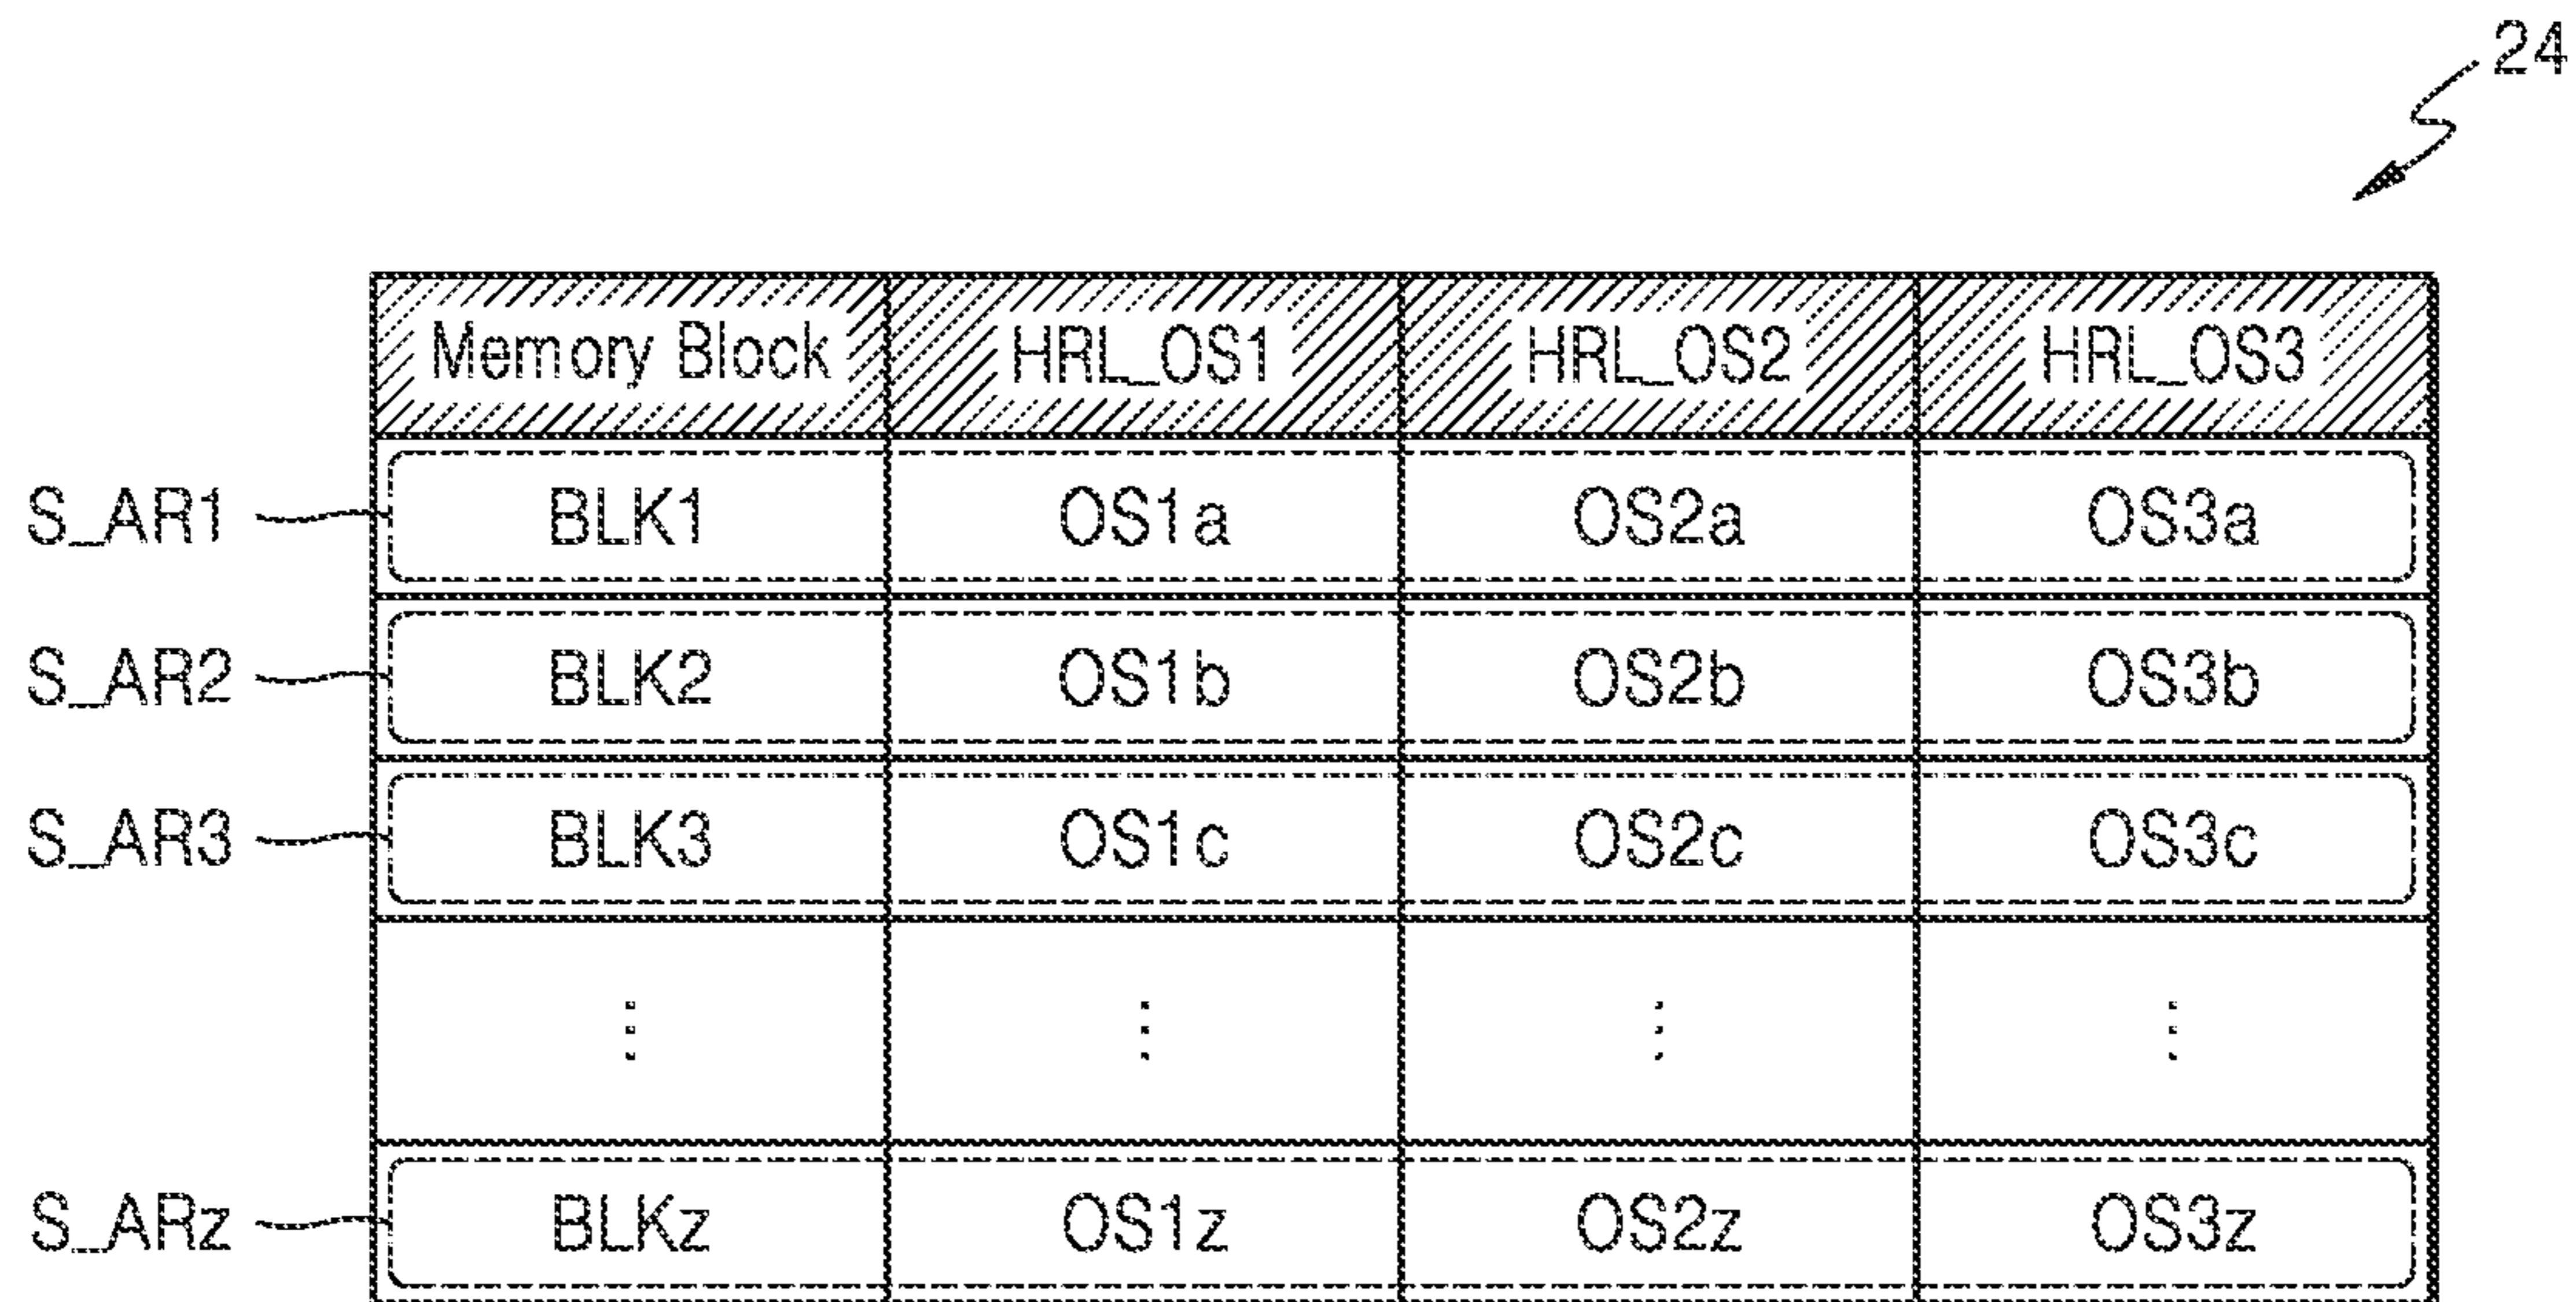 24
Memory Block HRL_OS1 HRL_OS2 HRL_OS3
S_AR1 BLK1 OS1a OS2a OS3a
S_AR2 BLK2 OS1b OS2b OS3b
S_AR3 BLK3 OS1c OS2c OS3c
⋮ ⋮ ⋮ ⋮
S_ARz BLKz OS1z OS2z OS3z